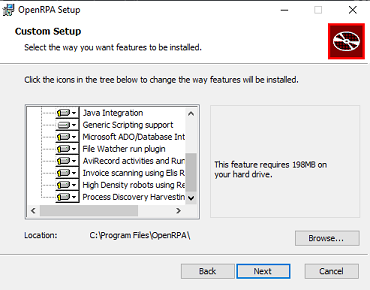 OpenRPA Setup
Custom Setup
Select the way you want features to be installed.
Click the icons in the tree below to change the way features will be installed.
Java Integration
Generic Scripting support
Microsoft ADO/Database Int
File Watcher run plugin
AviRecord activities and Run
Invoice scanning using Elis R
High Density robots using Re
Process Discovery Harvestin
This feature requires 198MB on
your hard drive.
Location:
C:\Program Files\OpenRPA\
Browse...
Back
Next
Cancel